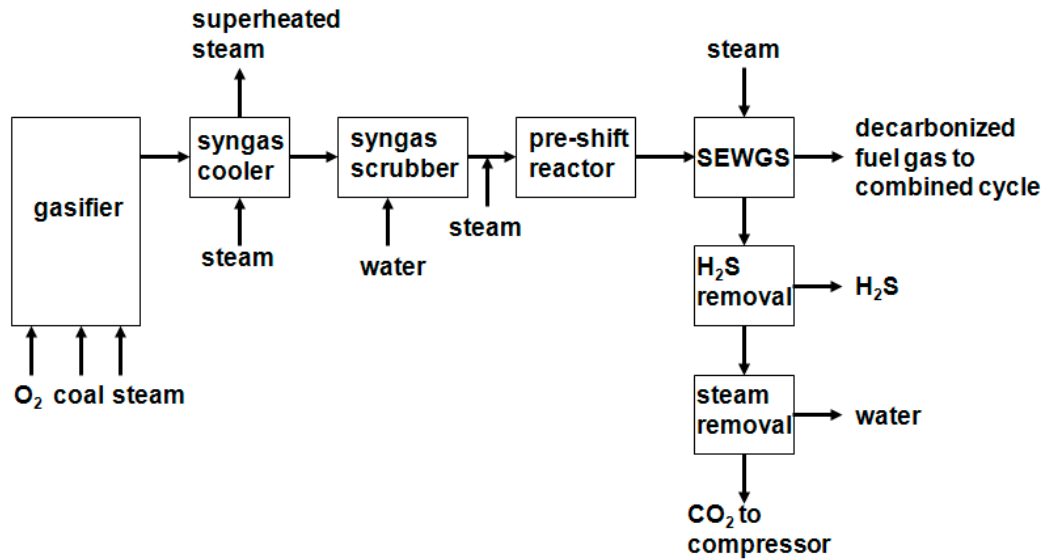 superheated
steam
steam
gasifier
syngas
cooler
syngas
scrubber
pre-shift
reactor
SEWGS
decarbonized
fuel gas to
combined cycle
steam
water
steam
H₂S
removal
H₂S
O₂ coal steam
steam
removal
water
CO₂ to
compressor